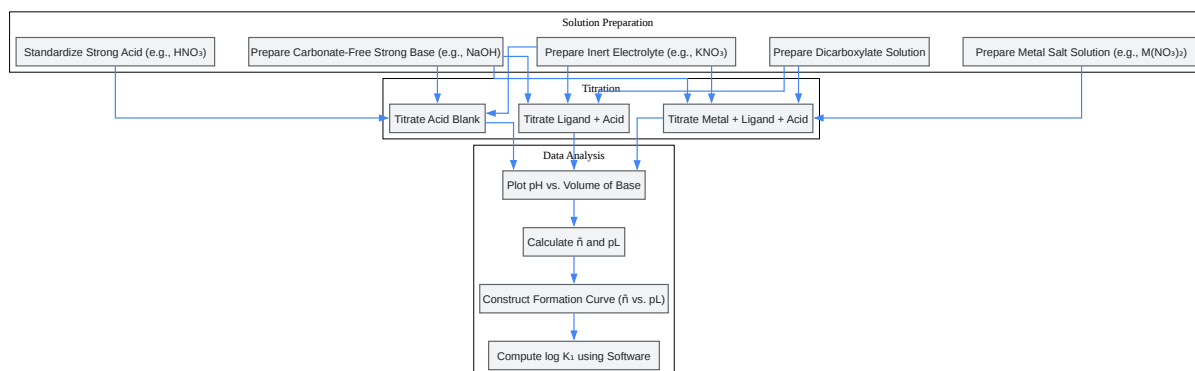 Solution Preparation
Standardize Strong Acid (e.g., HNO₃)
Prepare Carbonate-Free Strong Base (e.g., NaOH)
Prepare Inert Electrolyte (e.g., KNO₃)
Prepare Dicarboxylate Solution
Prepare Metal Salt Solution (e.g., M(NO₃)₂)
Titration
Titrate Acid Blank
Titrate Ligand + Acid
Titrate Metal + Ligand + Acid
Data Analysis
Plot pH vs. Volume of Base
Calculate n̄ and pL
Construct Formation Curve (n̄ vs. pL)
Compute log K₁ using Software